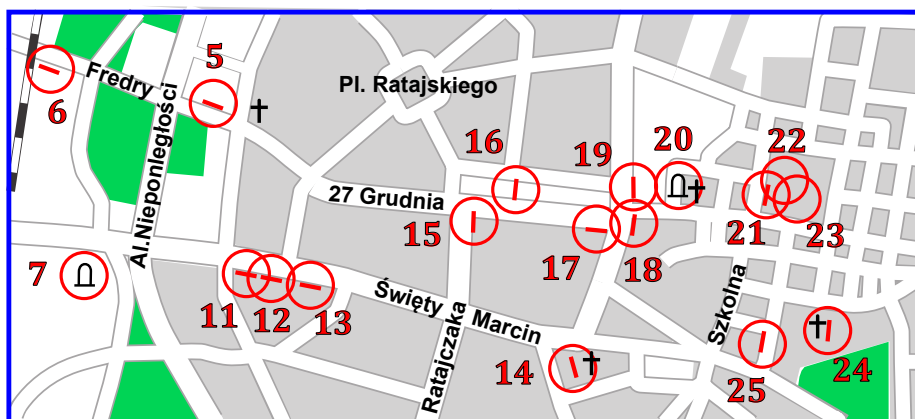 5
6
Fredry
Al.Nieponległości
Pl. Ratajskiego
16
19
20
22
27 Grudnia
15
17
18
21
23
7
11
12
13
Święty Marcin
Ratajczaka
14
Szkolna
25
24